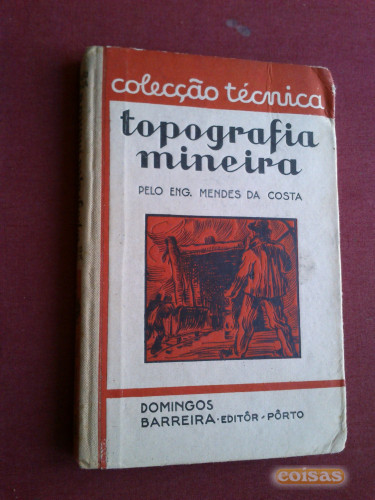 colecção técnica
topografia
mineira
PELO ENG. MENDES DA COSTA
DOMINGOS
BARREIRA · EDITÔR - PÔRTO
coisas